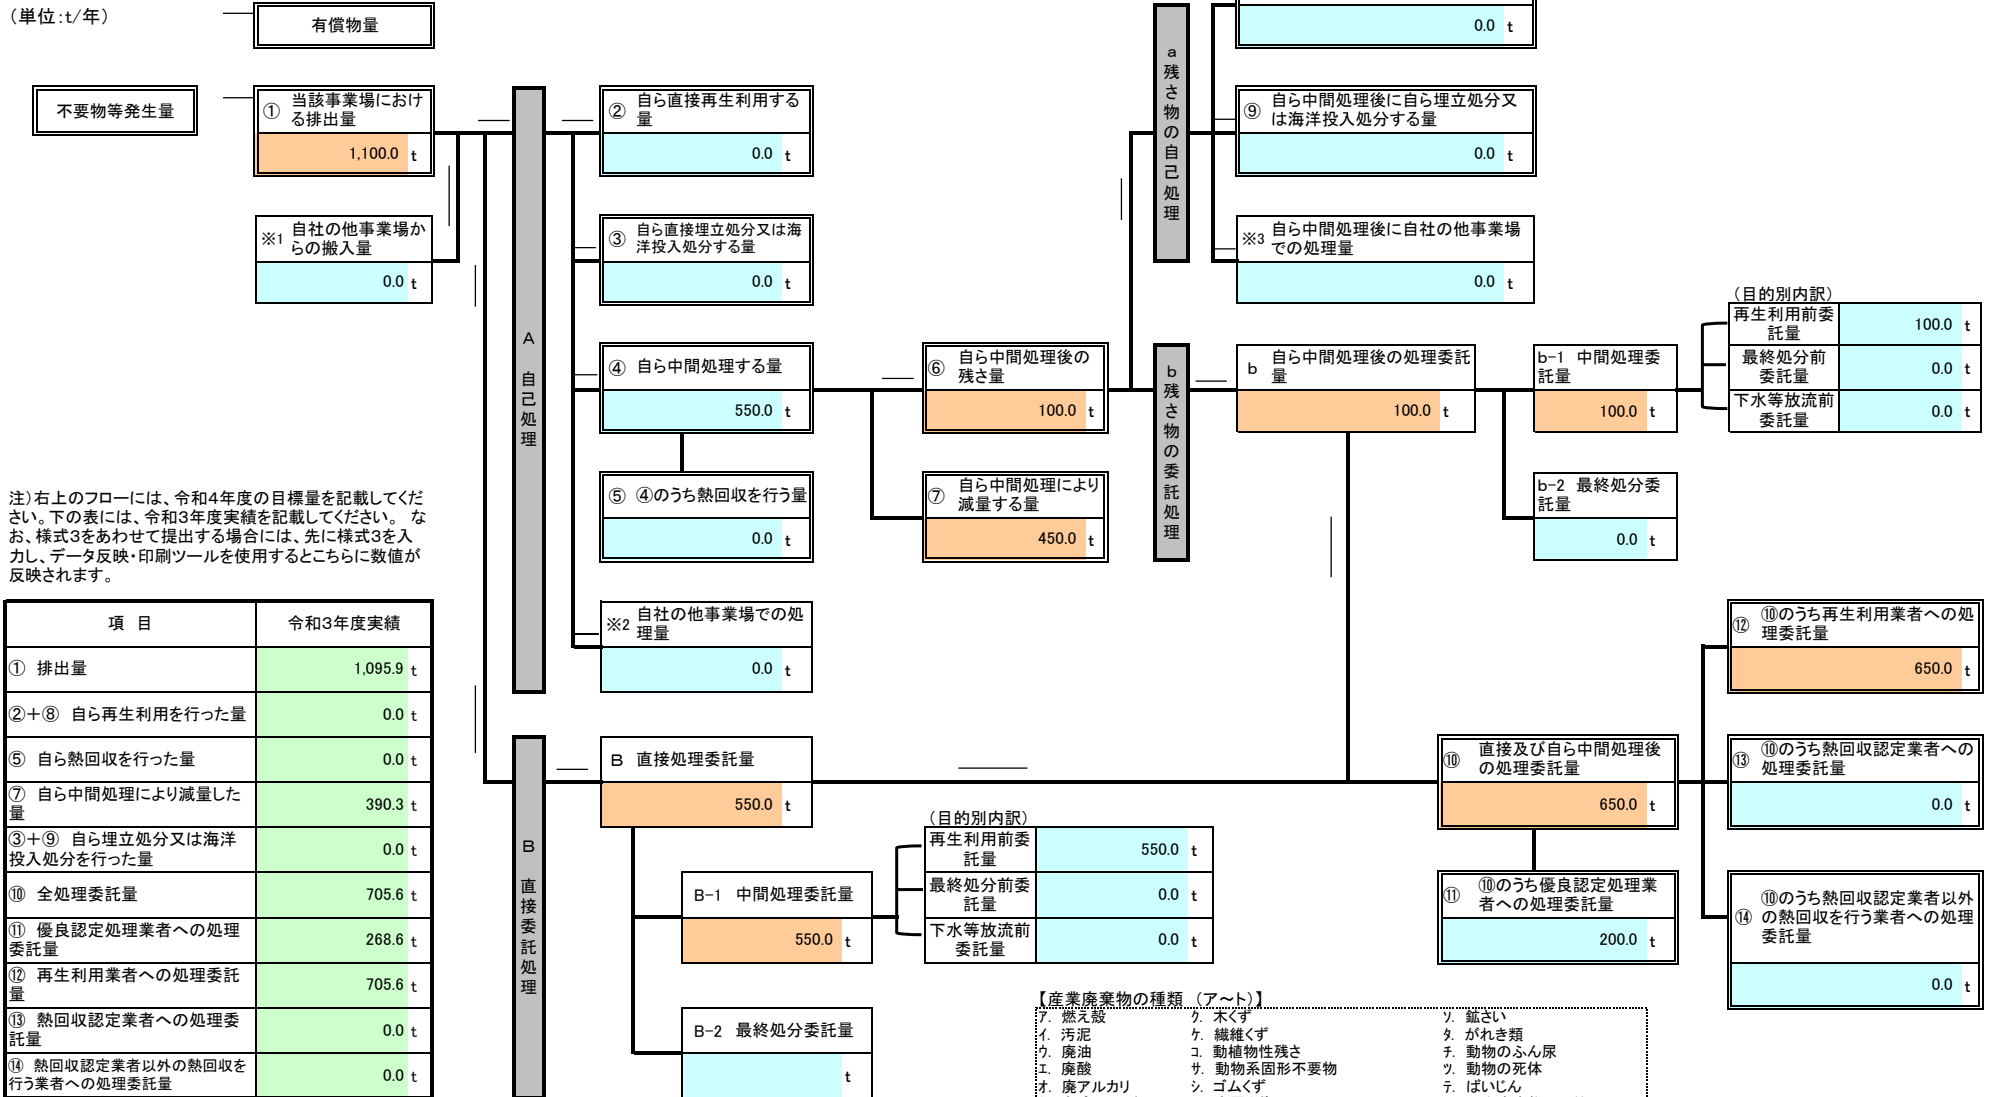 （単位：t/年）
有償物量
不要物等発生量
① 当該事業場におけ
る排出量
1,100.0 t
※1 自社の他事業場か
らの搬入量
0.0 t
A 自己処理
② 自ら直接再生利用する
量
0.0 t
③ 自ら直接埋立処分又は海
洋投入処分する量
0.0 t
④ 自ら中間処理する量
550.0 t
⑤ ④のうち熱回収を行う量
0.0 t
※2 自社の他事業場での処
理量
0.0 t
⑥ 自ら中間処理後の
残さ量
100.0 t
⑦ 自ら中間処理により
減量する量
450.0 t
a 残さ物の自己処理
0.0 t
⑨ 自ら中間処理後に自ら埋立処分又
は海洋投入処分する量
0.0 t
※3 自ら中間処理後に自社の他事業場
での処理量
0.0 t
b 残さ物の委託処理
b 自ら中間処理後の処理委託
量
100.0 t
b-1 中間処理委
託量
100.0 t
b-2 最終処分委
託量
0.0 t
（目的別内訳）
再生利用前委
託量
100.0 t
最終処分前
委託量
0.0 t
下水等放流前
委託量
0.0 t
注）右上のフローには、令和4年度の目標量を記載してくだ
さい。下の表には、令和3年度実績を記載してください。 な
お、様式3をあわせて提出する場合には、先に様式3を入
力し、データ反映・印刷ツールを使用するとこちらに数値が
反映されます。
項 目 令和3年度実績
① 排出量 1,095.9 t
②＋⑧ 自ら再生利用を行った量 0.0 t
⑤ 自ら熱回収を行った量 0.0 t
⑦ 自ら中間処理により減量した
量 390.3 t
③＋⑨ 自ら埋立処分又は海洋
投入処分を行った量 0.0 t
⑩ 全処理委託量 705.6 t
⑪ 優良認定処理業者への処理
委託量 268.6 t
⑫ 再生利用業者への処理委託
量 705.6 t
⑬ 熱回収認定業者への処理委
託量 0.0 t
⑭ 熱回収認定業者以外の熱回収を
行う業者への処理委託量 0.0 t
B 直接委託処理
B 直接処理委託量
550.0 t
B-1 中間処理委託量
550.0 t
B-2 最終処分委託量
t
（目的別内訳）
再生利用前委
託量
550.0 t
最終処分前委
託量
0.0 t
下水等放流前
委託量
0.0 t
⑩ 直接及び自ら中間処理後
の処理委託量
650.0 t
⑪ ⑩のうち優良認定処理業
者への処理委託量
200.0 t
⑫ ⑩のうち再生利用業者への処
理委託量
650.0 t
⑬ ⑩のうち熱回収認定業者への
処理委託量
0.0 t
⑭ ⑩のうち熱回収認定業者以外
の熱回収を行う業者への処理
委託量
0.0 t
【産業廃棄物の種類 （ア～ト）】
ア. 燃え殻 ク. 木くず ソ. 鉱さい
イ. 汚泥 ケ. 繊維くず タ. がれき類
ウ. 廃油 コ. 動植物性残さ チ. 動物のふん尿
エ. 廃酸 サ. 動物系固形不要物 ツ. 動物の死体
オ. 廃アルカリ シ. ゴムくず テ. ばいじん